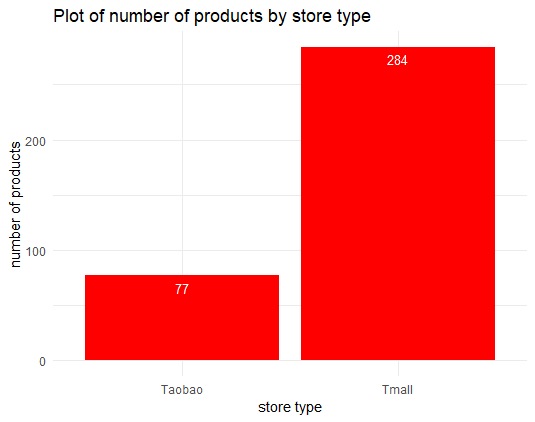 Plot of number of products by store type
number of products
200
100
0
284
77
Taobao
Tmall
store type